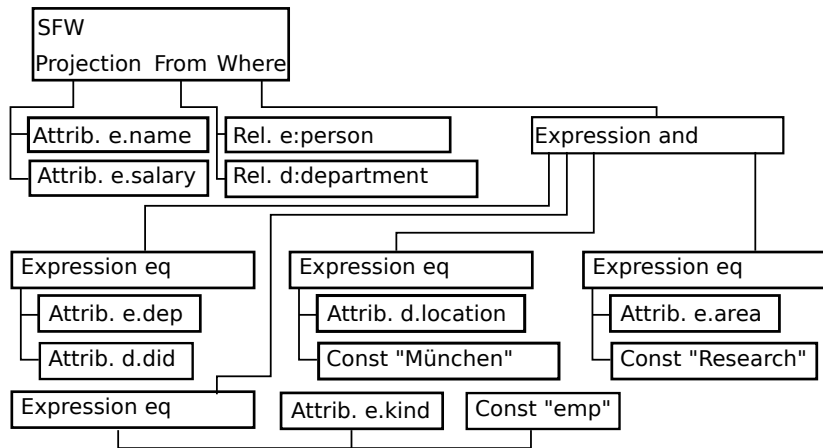 SFW
Projection From Where
Attrib. e.name
Rel. e:person
Expression and
Attrib. e.salary
Rel. d:department
Expression eq
Expression eq
Expression eq
Attrib. e.dep
Attrib. d.location
Attrib. e.area
Attrib. d.did
Const "München"
Const "Research"
Expression eq
Attrib. e.kind
Const "emp"